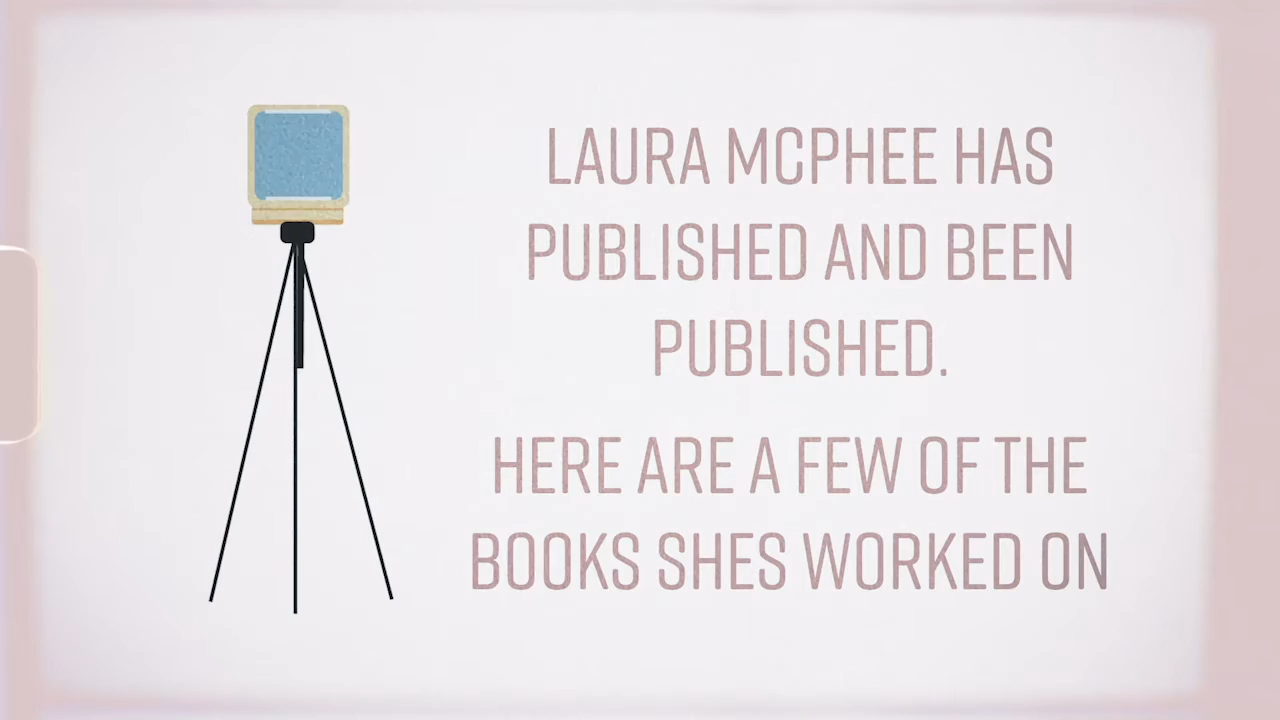 LAURA MCPHEE HAS
PUBLISHED AND BEEN
PUBLISHED.
HERE ARE A FEW OF THE
BOOKS SHES WORKED ON